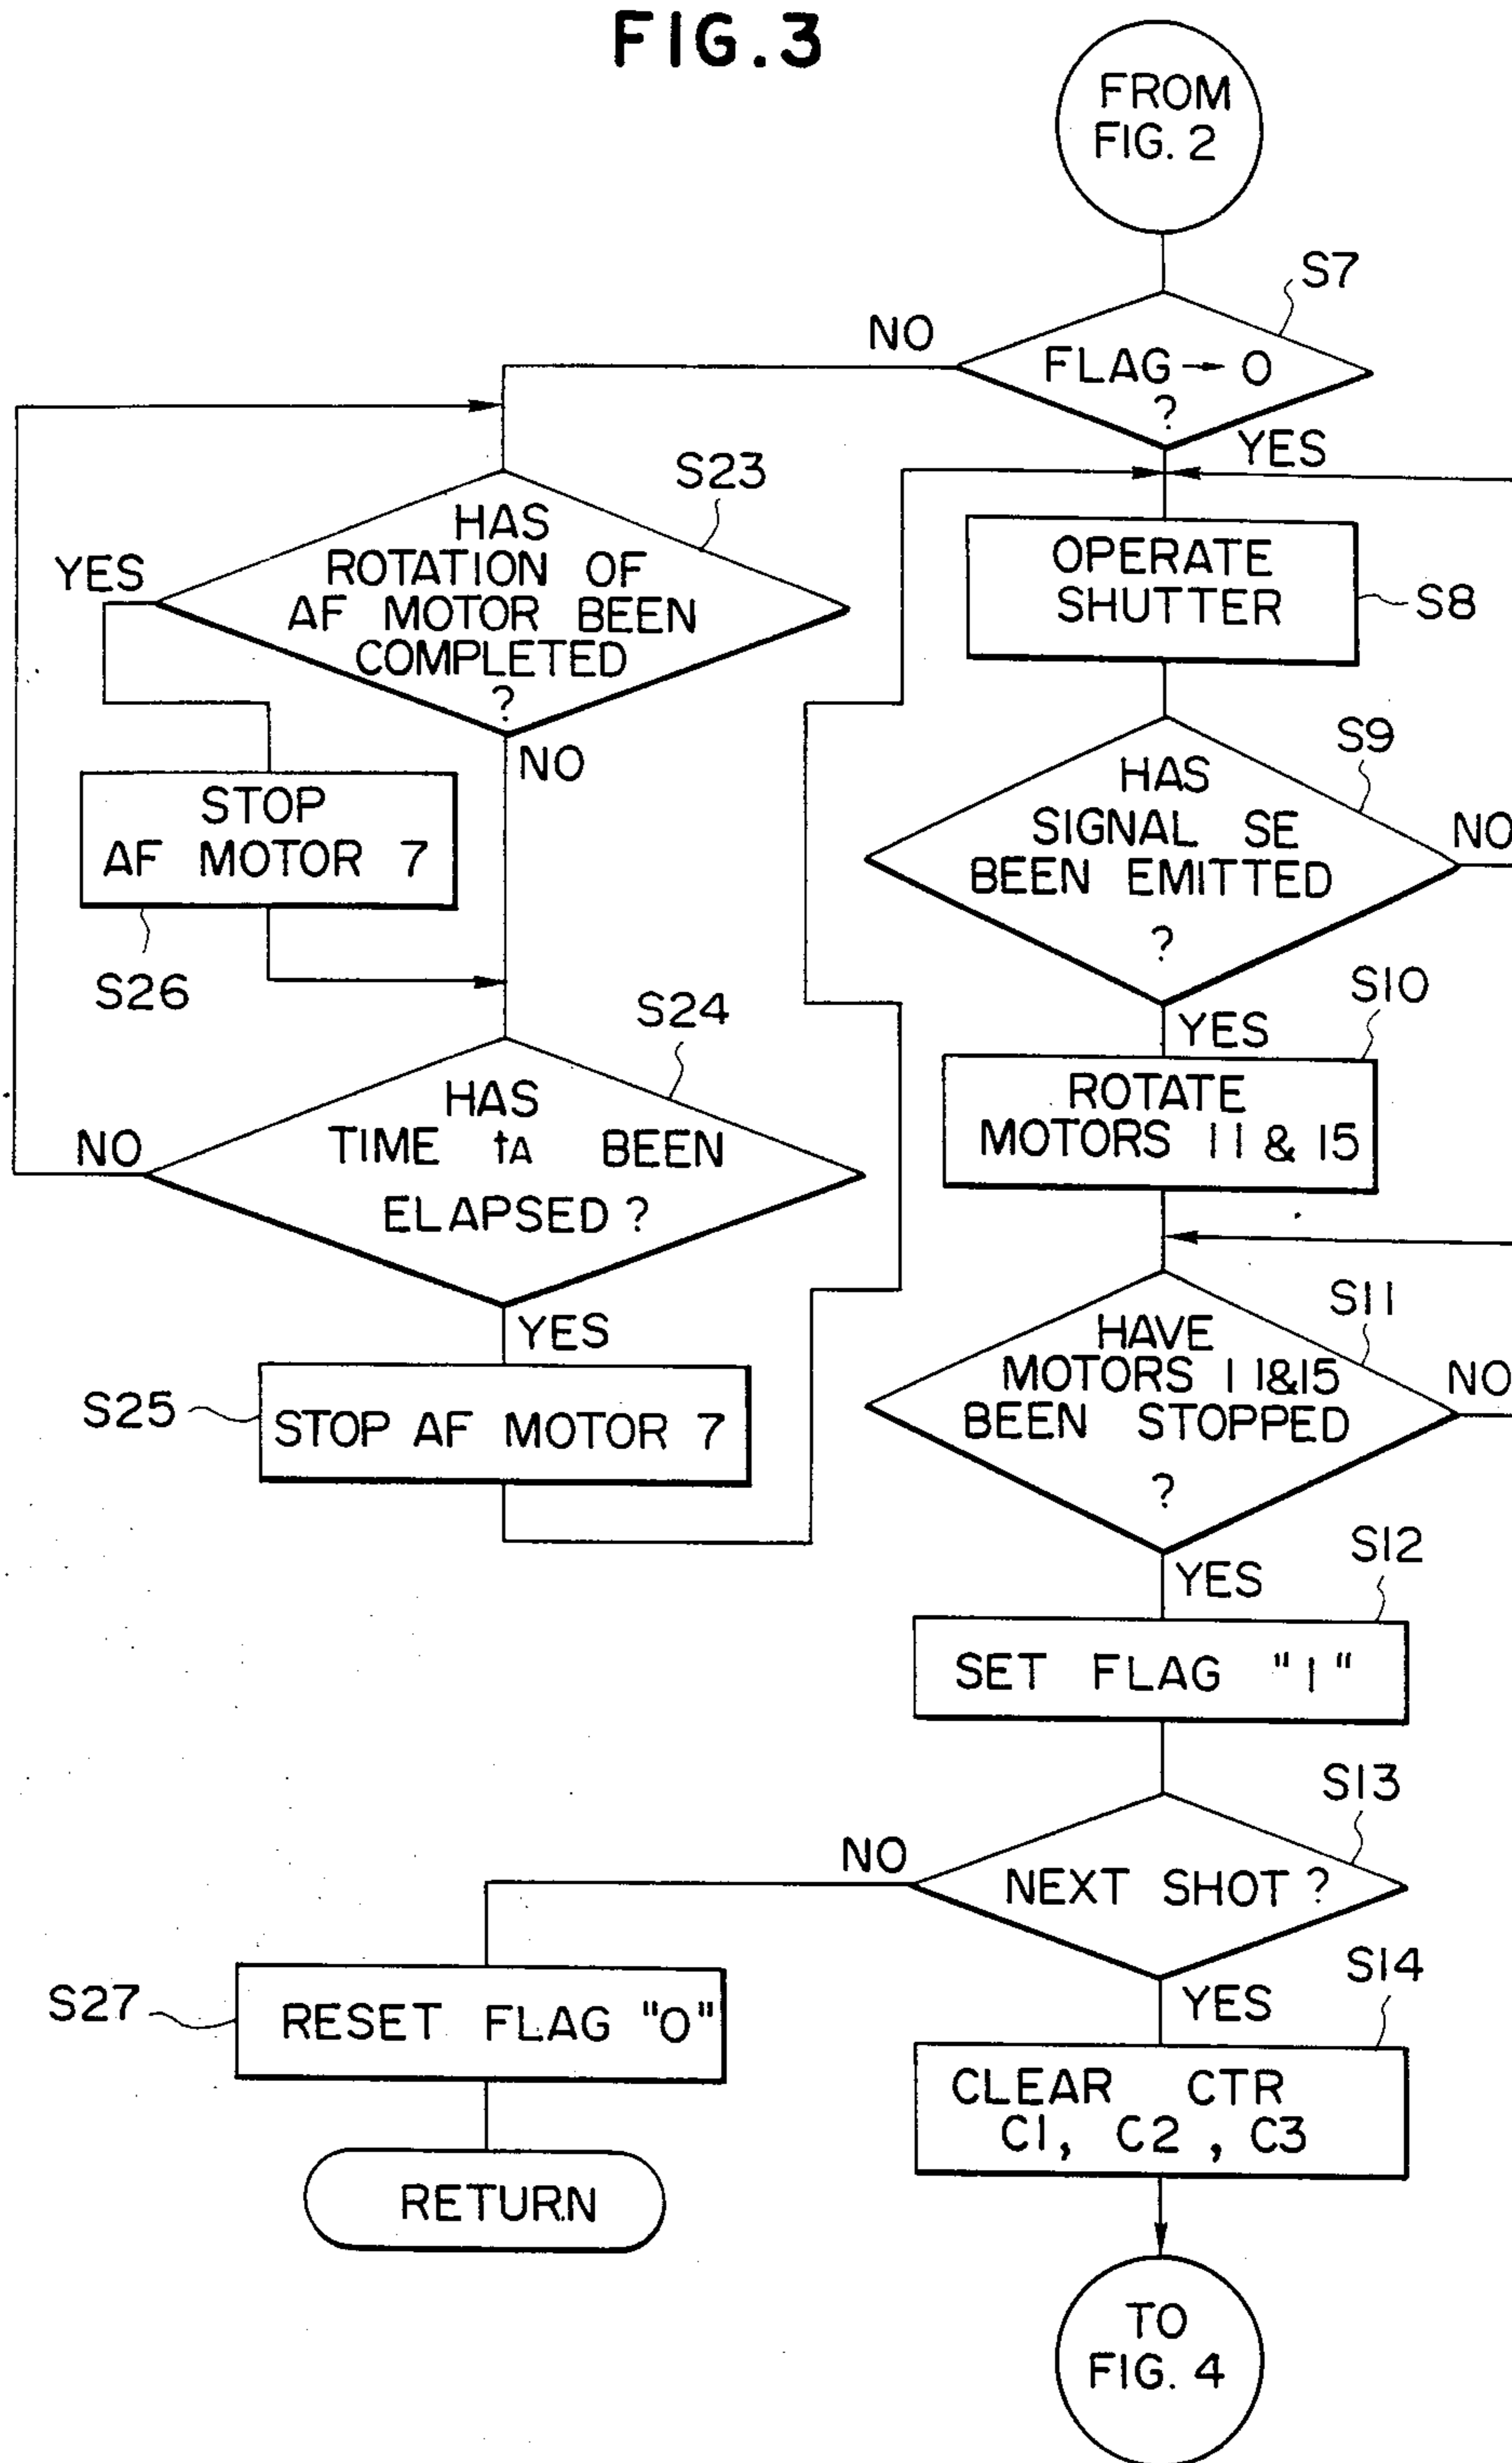 FIG.3
FROM
FIG. 2
S7
NO
FLAG → 0
?
YES
S23
HAS
ROTATION OF
AF MOTOR BEEN
COMPLETED
?
YES
NO
OPERATE
SHUTTER
S8
S9
HAS
SIGNAL SE
BEEN EMITTED
?
NO
YES
STOP
AF MOTOR 7
S26
S24
HAS
TIME tA BEEN
ELAPSED ?
NO
YES
S10
ROTATE
MOTORS 11 & 15
S11
HAVE
MOTORS 11&15
BEEN STOPPED
?
NO
YES
S25
STOP AF MOTOR 7
S12
SET FLAG "1"
S13
NO
NEXT SHOT ?
YES
S27
RESET FLAG "0"
RETURN
S14
CLEAR CTR
C1, C2, C3
TO
FIG. 4